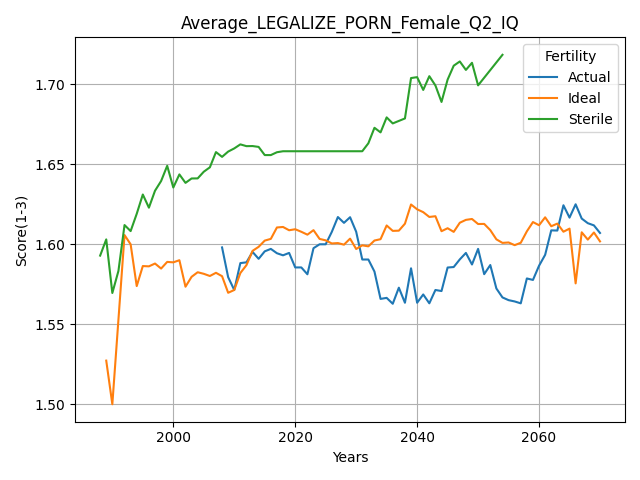 Average_LEGALIZE_PORN_Female_Q2_IQ
Fertility
Actual
Ideal
Sterile
Score(1-3)
1.70
1.65
1.60
1.55
1.50
2000
2020
2040
2060
Years